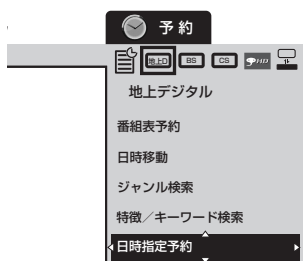 予約
地上D BS CS HD
地上デジタル
番組表予約
日時移動
ジャンル検索
特徴／キーワード検索
日時指定予約